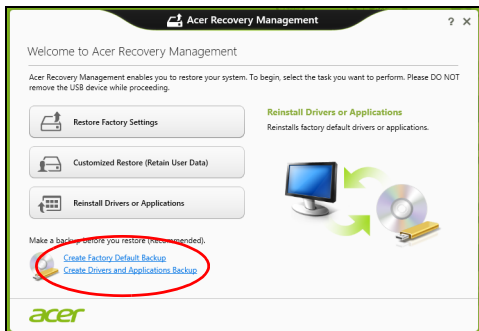 Acer Recovery Management
? X
Welcome to Acer Recovery Management
Acer Recovery Management enables you to restore your system. To begin, select the task you want to perform. Please DO NOT
remove the USB device while proceeding.
Restore Factory Settings
Customized Restore (Retain User Data)
Reinstall Drivers or Applications
Reinstall Drivers or Applications
Reinstalls factory default drivers or applications.
Make a backup before you restore (Recommended).
Create Factory Default Backup
Create Drivers and Applications Backup
acer